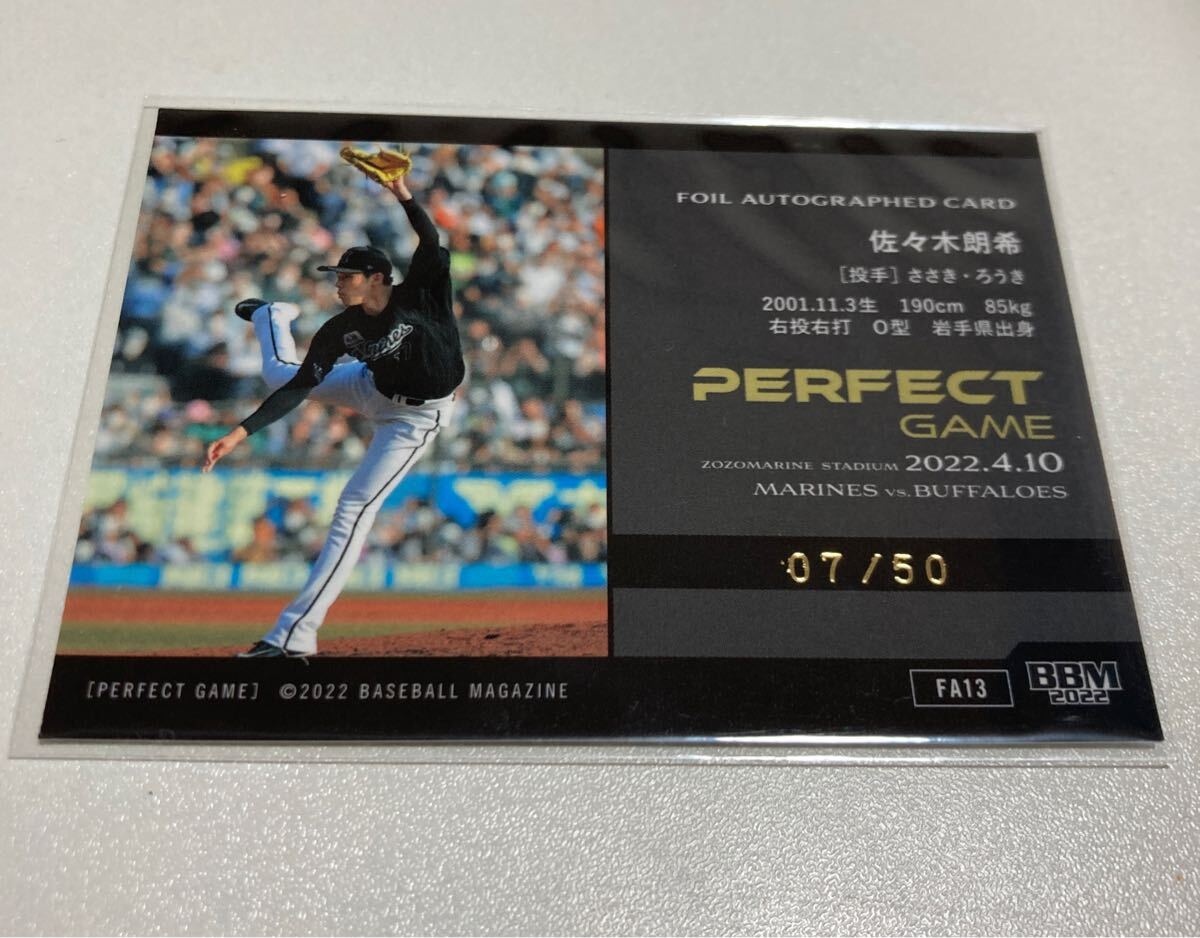 FOIL AUTOGRAPHED CARD
佐々木朗希
[投手] ささき・ろうき
2001.11.3生 190cm 85kg
右投右打 O型 岩手県出身
PERFECT
GAME
ZOZOMARINE STADIUM 2022.4.10
MARINES vs. BUFFALOES
07/50
[PERFECT GAME] ©2022 BASEBALL MAGAZINE
FA13
BBM
2022